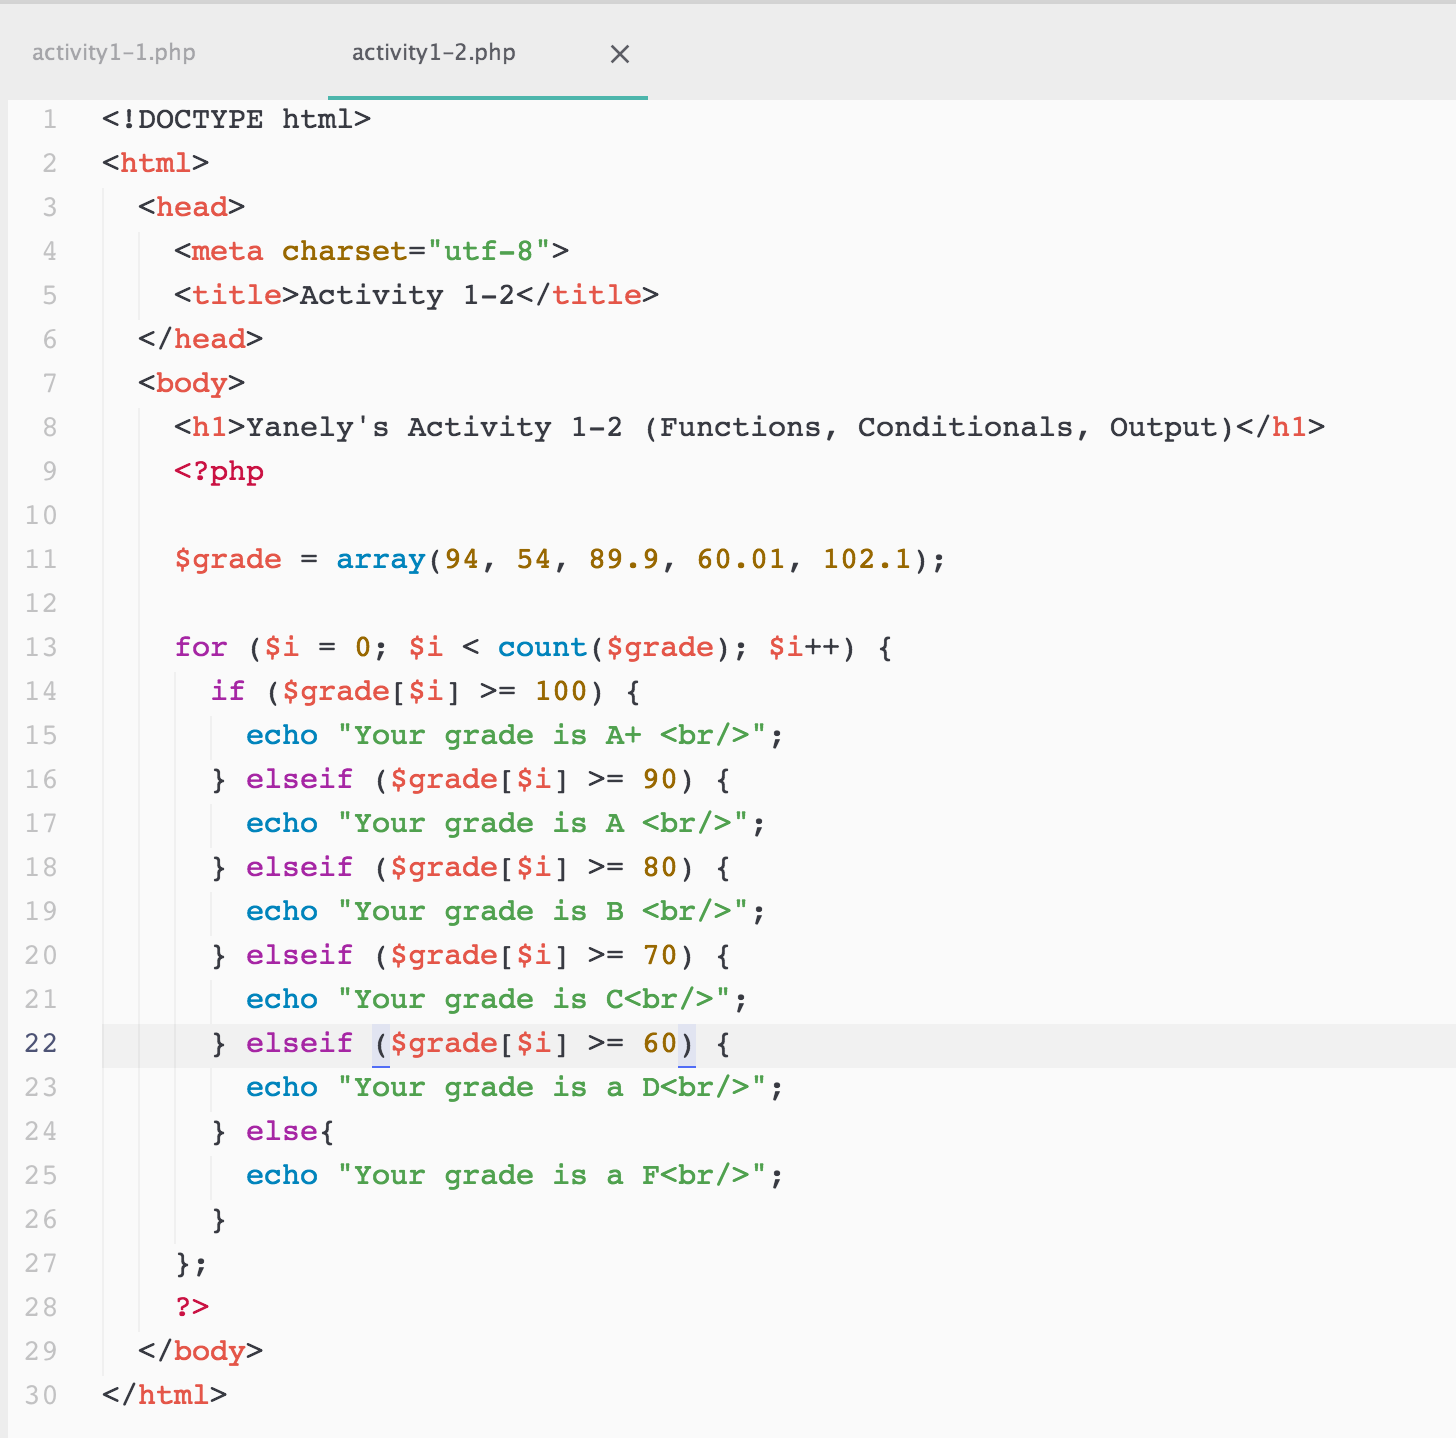 activity1-1.php activity1-2.php ×
1 <!DOCTYPE html>
2 <html>
3   <head>
4     <meta charset="utf-8">
5     <title>Activity 1-2</title>
6   </head>
7   <body>
8     <h1>Yanely's Activity 1-2 (Functions, Conditionals, Output)</h1>
9     <?php
10
11     $grade = array(94, 54, 89.9, 60.01, 102.1);
12
13     for ($i = 0; $i < count($grade); $i++) {
14       if ($grade[$i] >= 100) {
15         echo "Your grade is A+ <br/>";
16       } elseif ($grade[$i] >= 90) {
17         echo "Your grade is A <br/>";
18       } elseif ($grade[$i] >= 80) {
19         echo "Your grade is B <br/>";
20       } elseif ($grade[$i] >= 70) {
21         echo "Your grade is C<br/>";
22       } elseif ($grade[$i] >= 60) {
23         echo "Your grade is a D<br/>";
24       } else{
25         echo "Your grade is a F<br/>";
26       }
27     };
28     ?>
29   </body>
30 </html>